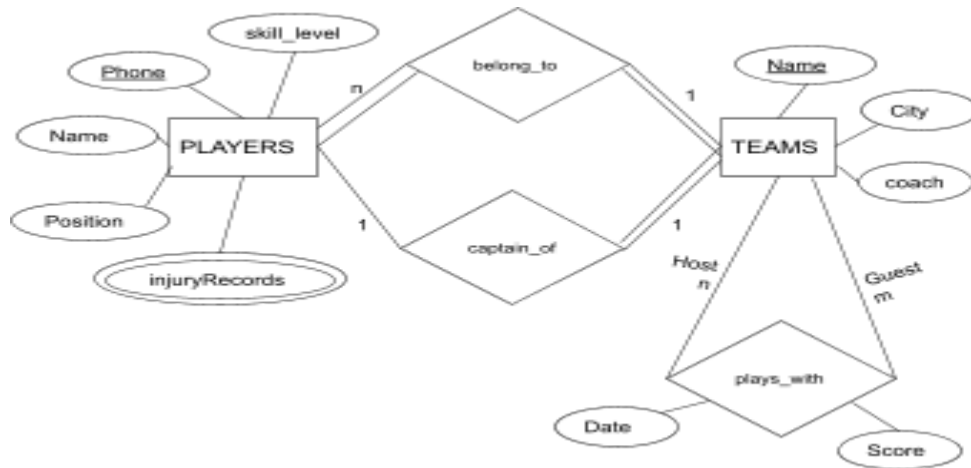 skill_level
Phone
Name
Position
injuryRecords
PLAYERS
n
belong_to
1
1
captain_of
1
TEAMS
Name
City
coach
Host
n
Guest
m
plays_with
Date
Score